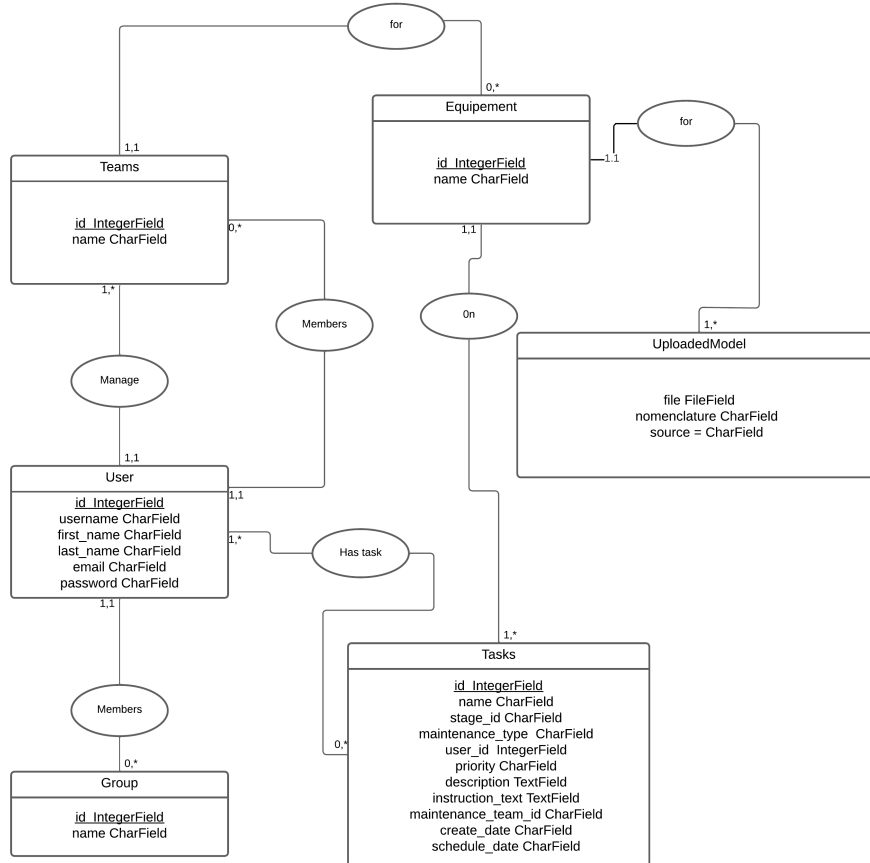 for
0,*
Equipement
id IntegerField
name CharField
for
1.1
1,1
Teams
id IntegerField
name CharField
0,*
1,*
1,1
0n
Members
Manage
1,*
UploadedModel
file FileField
nomenclature CharField
source = CharField
1,1
User
id IntegerField
username CharField
first_name CharField
last_name CharField
email CharField
password CharField
1,1
1,*
Has task
1,1
1,*
Tasks
id IntegerField
name CharField
stage_id CharField
maintenance_type CharField
user_id IntegerField
priority CharField
description TextField
instruction_text TextField
maintenance_team_id CharField
create_date CharField
schedule_date CharField
0,*
Members
0,*
Group
id IntegerField
name CharField